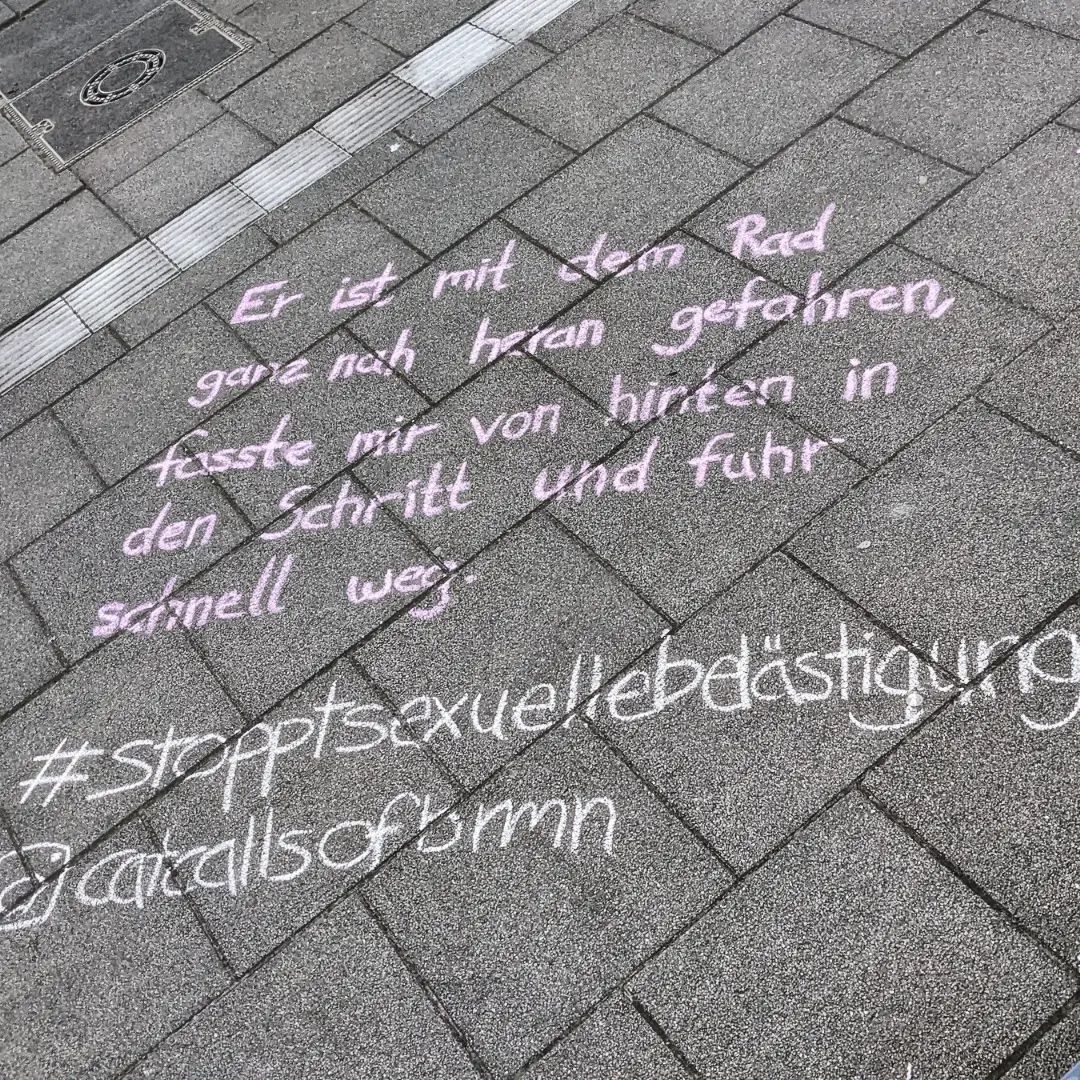 Er ist mit dem Rad
ganz nah heran gefahren,
fasste mir von hinten in
den Schritt und fuhr
schnell weg.
#stopptsexuellebelästigung
@catcallsofbrmn